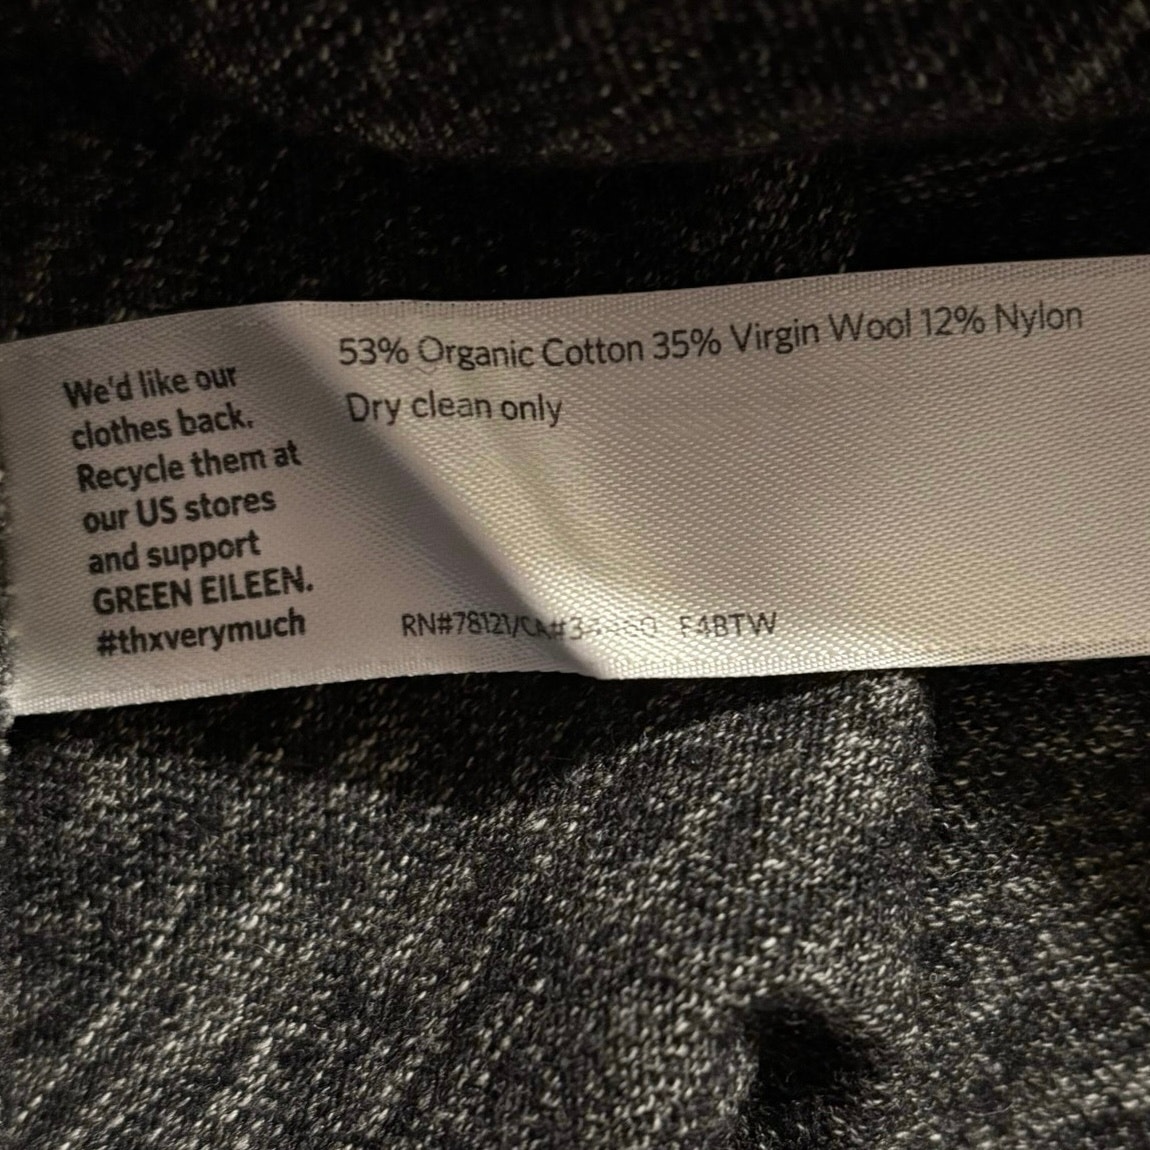 We'd like our
clothes back.
Recycle them at
our US stores
and support
GREEN EILEEN.
#thxverymuch
53% Organic Cotton 35% Virgin Wool 12% Nylon
Dry clean only
RN#78121/CA# F4BTW